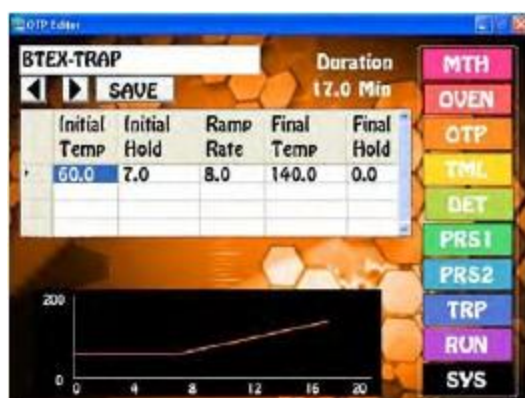 OTP Editor
BTEX-TRAP
SAVE
Duration
17.0 Min
Initial Temp Initial Hold Ramp Rate Final Temp Final Hold
60.0 7.0 8.0 140.0 0.0
200
0
0 4 8 12 16 20
MTH
OVEN
OTP
TML
DET
PRS1
PRS2
TRP
RUN
SYS